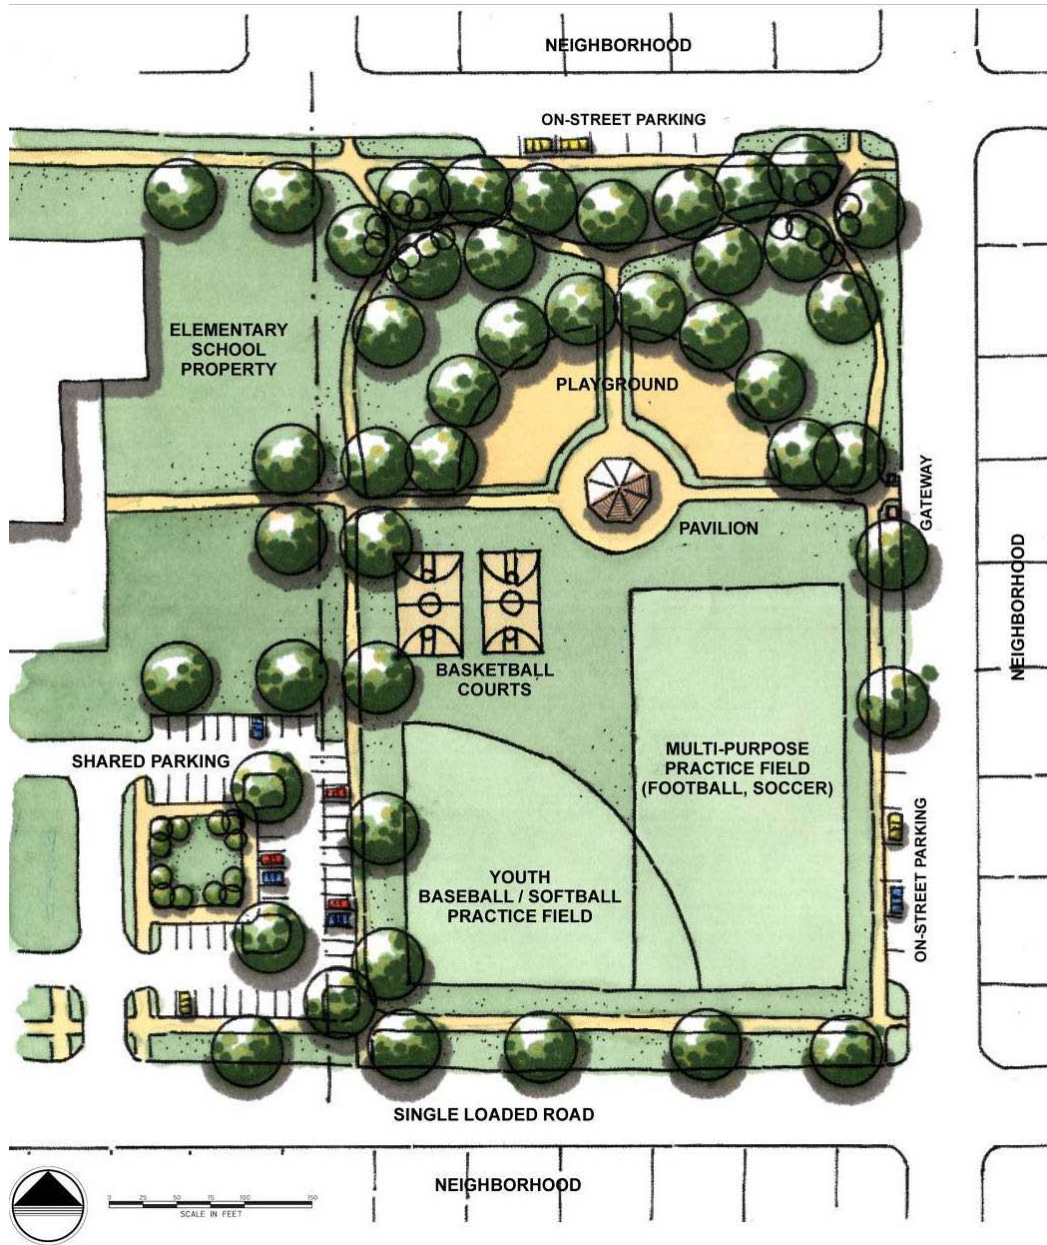 NEIGHBORHOOD
ON-STREET PARKING
ELEMENTARY
SCHOOL
PROPERTY
PLAYGROUND
GATEWAY
PAVILION
NEIGHBORHOOD
BASKETBALL
COURTS
SHARED PARKING
MULTI-PURPOSE
PRACTICE FIELD
(FOOTBALL, SOCCER)
ON-STREET PARKING
YOUTH
BASEBALL / SOFTBALL
PRACTICE FIELD
SINGLE LOADED ROAD
NEIGHBORHOOD
0 25 50 75 100 150
SCALE IN FEET